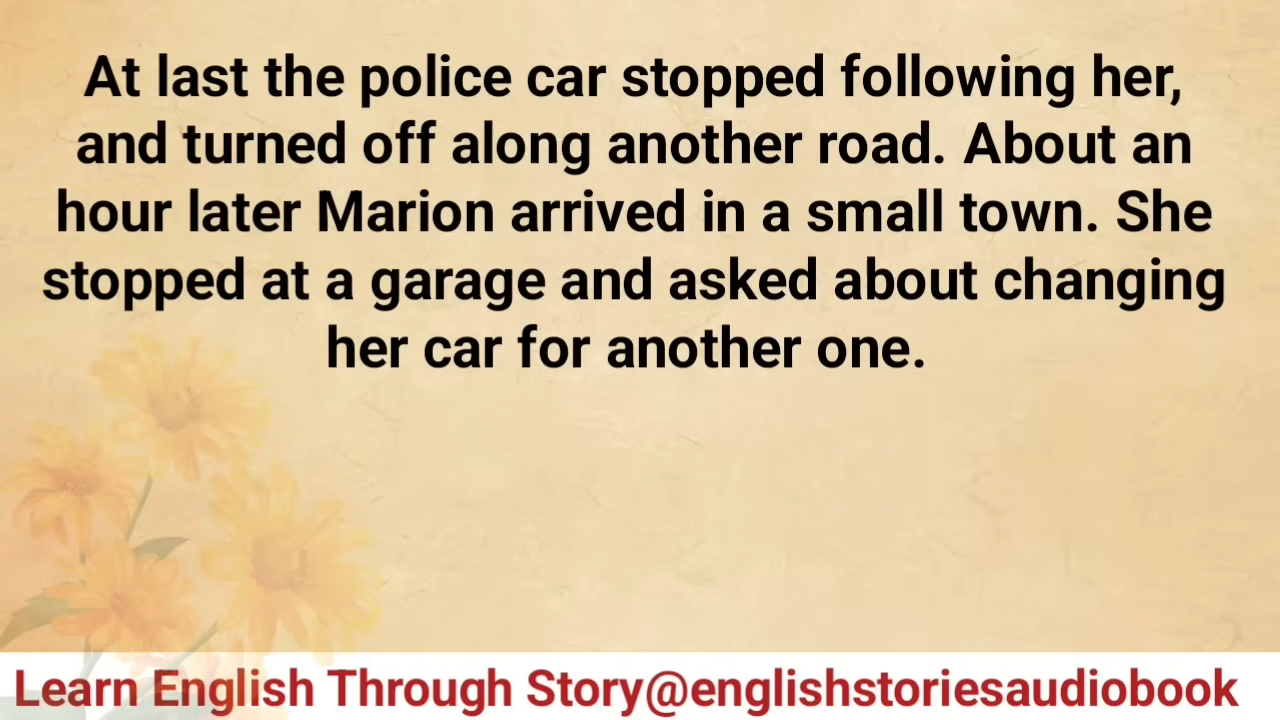 At last the police car stopped following her,
and turned off along another road. About an
hour later Marion arrived in a small town. She
stopped at a garage and asked about changing
her car for another one.
Learn English Through Story@englishstoriesaudiobook